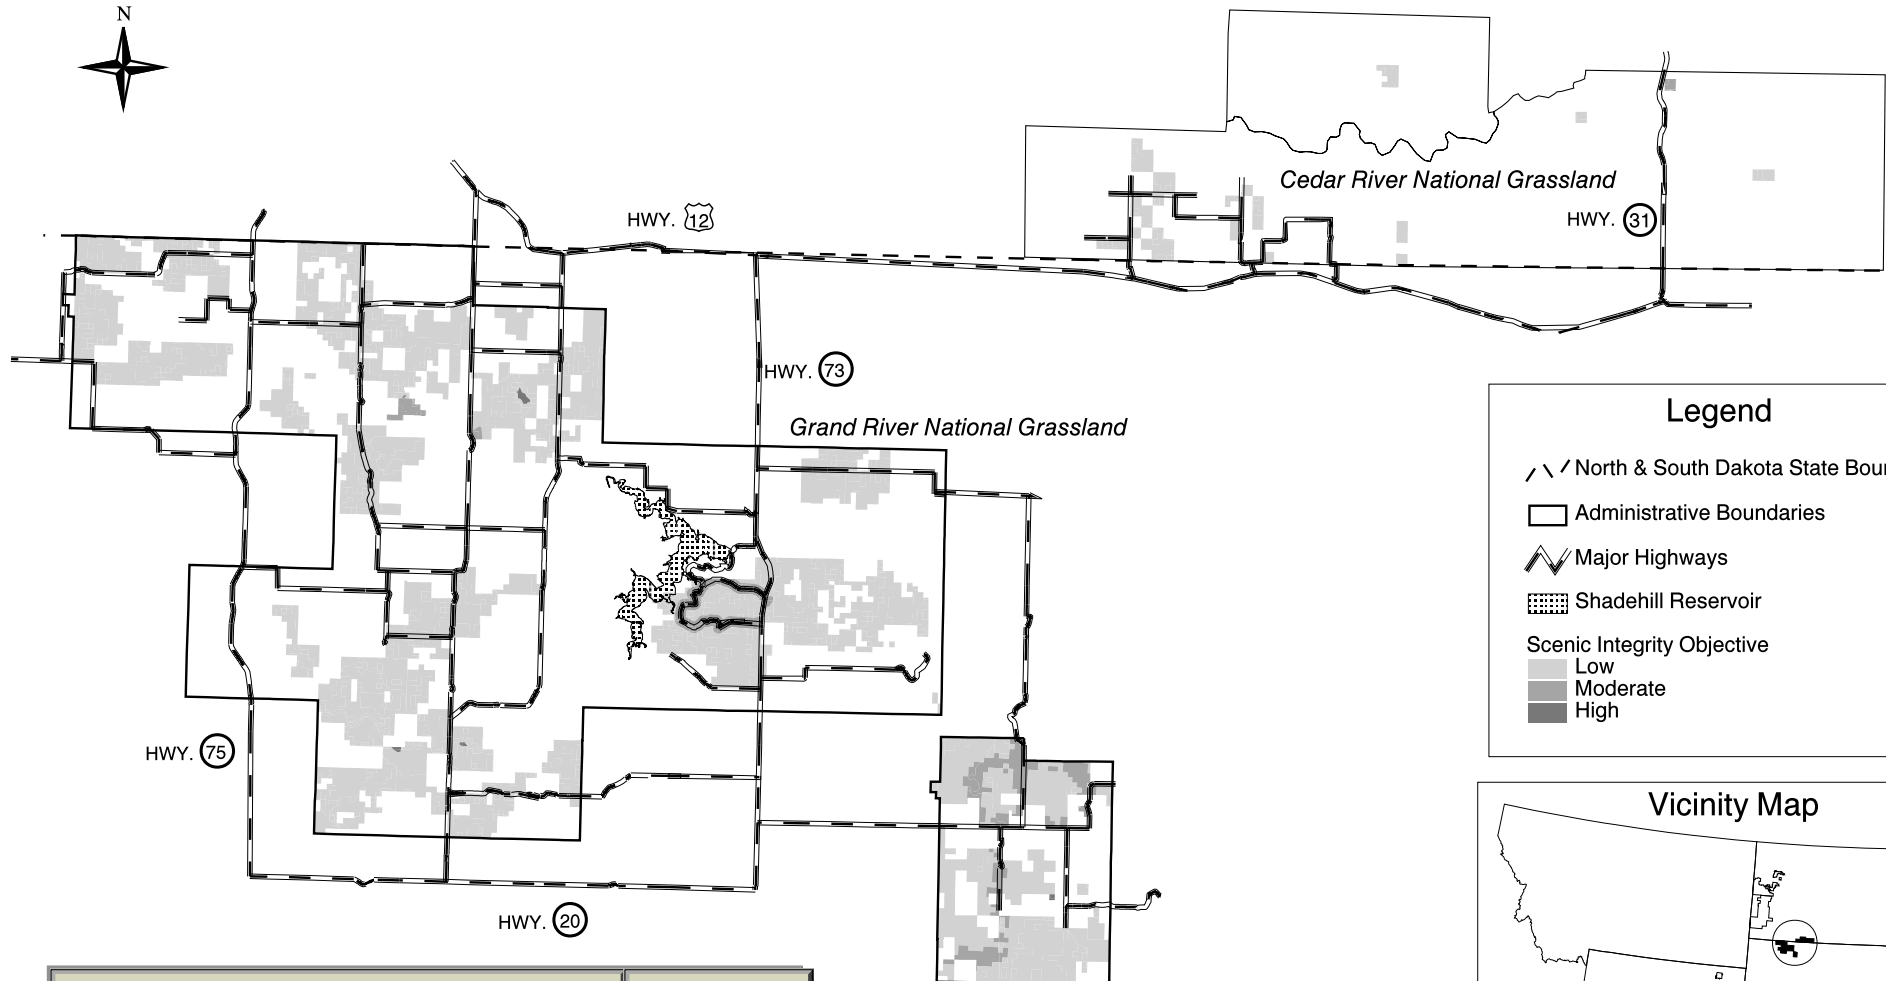 N
Cedar River National Grassland
HWY. 12
HWY. 31
HWY. 73
Grand River National Grassland
Legend
North & South Dakota State Boun
Administrative Boundaries
Major Highways
Shadehill Reservoir
Scenic Integrity Objective
Low
Moderate
High
HWY. 75
Vicinity Map
HWY. 20